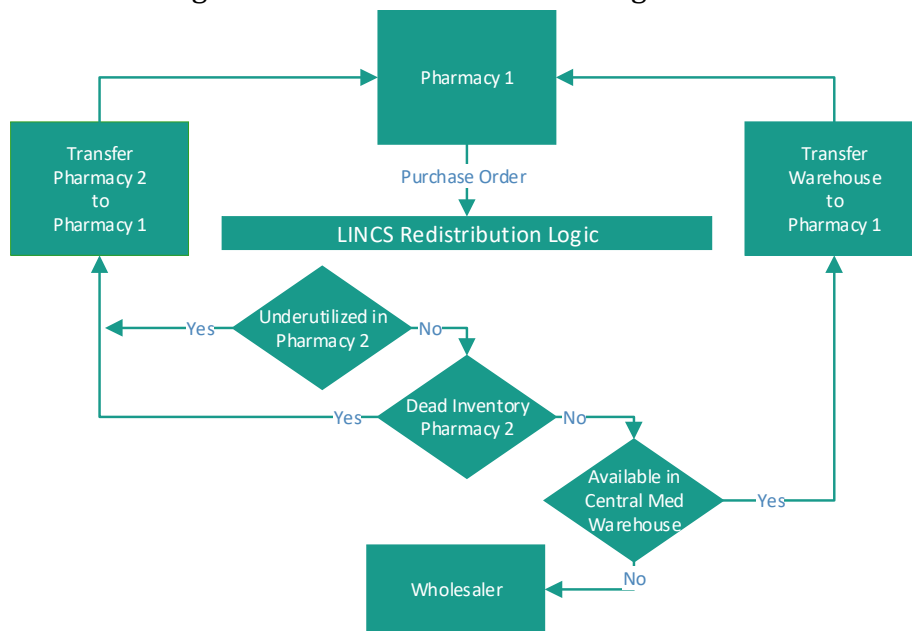 Pharmacy 1
Transfer
Pharmacy 2
to
Pharmacy 1
Transfer
Warehouse
to
Pharmacy 1
Purchase Order
LINCS Redistribution Logic
Underutilized in
Pharmacy 2
Yes
No
Dead Inventory
Pharmacy 2
Yes
No
Available in
Central Med
Warehouse
Yes
No
Wholesaler